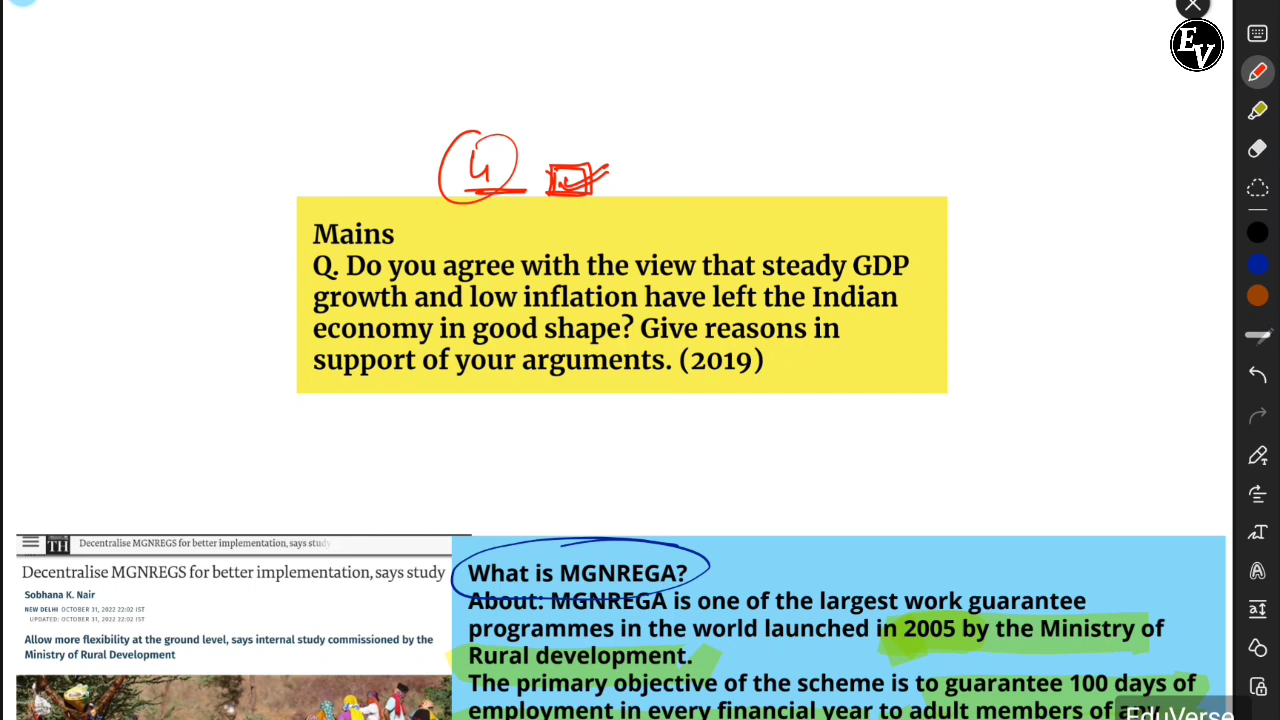 EV
4
Mains
Q. Do you agree with the view that steady GDP
growth and low inflation have left the Indian
economy in good shape? Give reasons in
support of your arguments. (2019)
TH Decentralise MGNREGS for better implementation, says study
Decentralise MGNREGS for better implementation, says study
Sobhana K. Nair
NEW DELHI OCTOBER 31, 2022 22:02 IST
UPDATED: OCTOBER 31, 2022 22:02 IST
Allow more flexibility at the ground level, says internal study commissioned by the
Ministry of Rural Development
What is MGNREGA?
About: MGNREGA is one of the largest work guarantee
programmes in the world launched in 2005 by the Ministry of
Rural development.
The primary objective of the scheme is to guarantee 100 days of
employment in every financial year to adult members of any
EduVerse